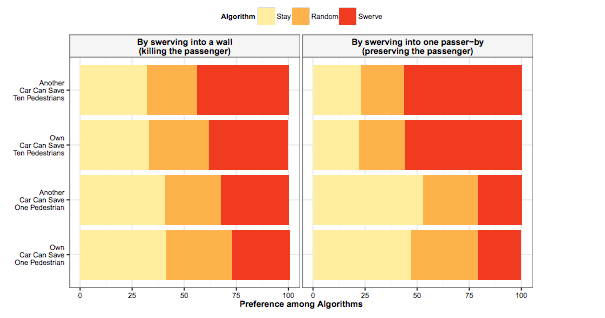 Algorithm Stay Random Swerve
By swerving into a wall
(killing the passenger)
By swerving into one passer−by
(preserving the passenger)
Another
Car Can Save
Ten Pedestrians
Own
Car Can Save
Ten Pedestrians
Another
Car Can Save
One Pedestrian
Own
Car Can Save
One Pedestrian
0 25 50 75 100
0 25 50 75 100
Preference among Algorithms